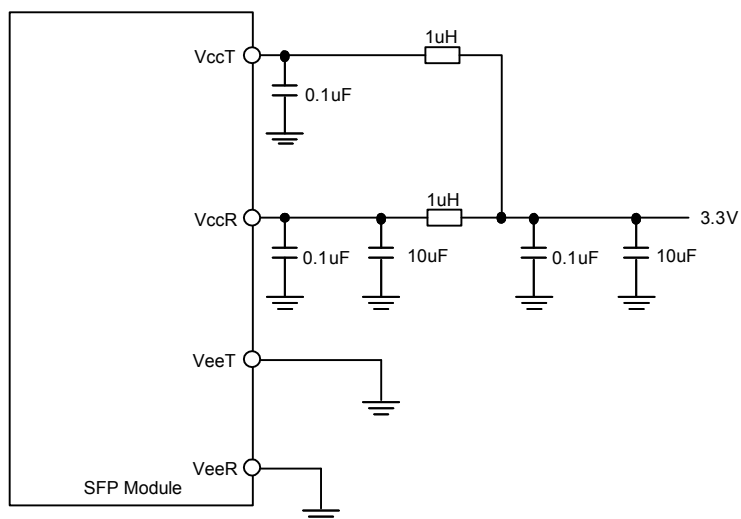 1uH
VccT
0.1uF
1uH
VccR
3.3V
0.1uF
10uF
0.1uF
10uF
VeeT
VeeR
SFP Module